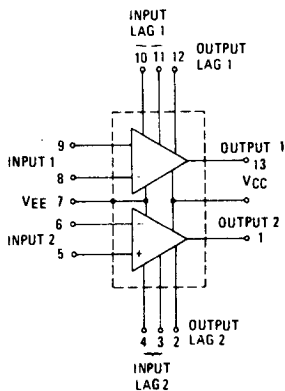 INPUT
LAG 1
10 11 12 OUTPUT
LAG 1
9 OUTPUT 1
INPUT 1 13
8 - VCC
VEE 7
6 - OUTPUT 2
INPUT 2 1
5 +
4 3 2 OUTPUT
LAG 2
INPUT
LAG 2